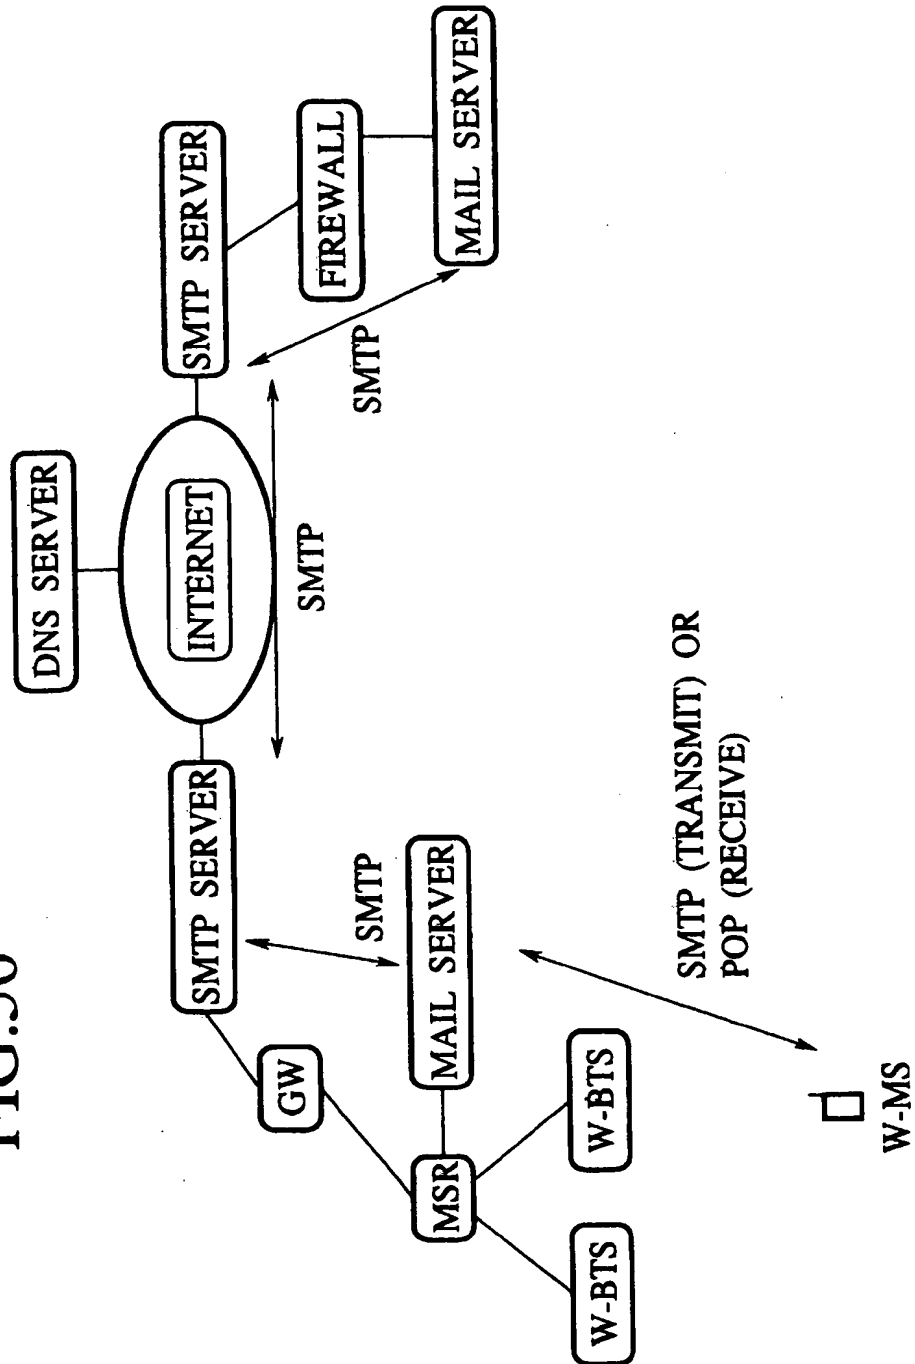 FIG.
DNS SERVER
SMTP SERVER
INTERNET
SMTP SERVER
GW
SMTP
FIREWALL
SMTP
SMTP
MSR
MAIL SERVER
MAIL SERVER
W-BTS
W-BTS
SMTP (TRANSMIT) OR
POP (RECEIVE)
W-MS